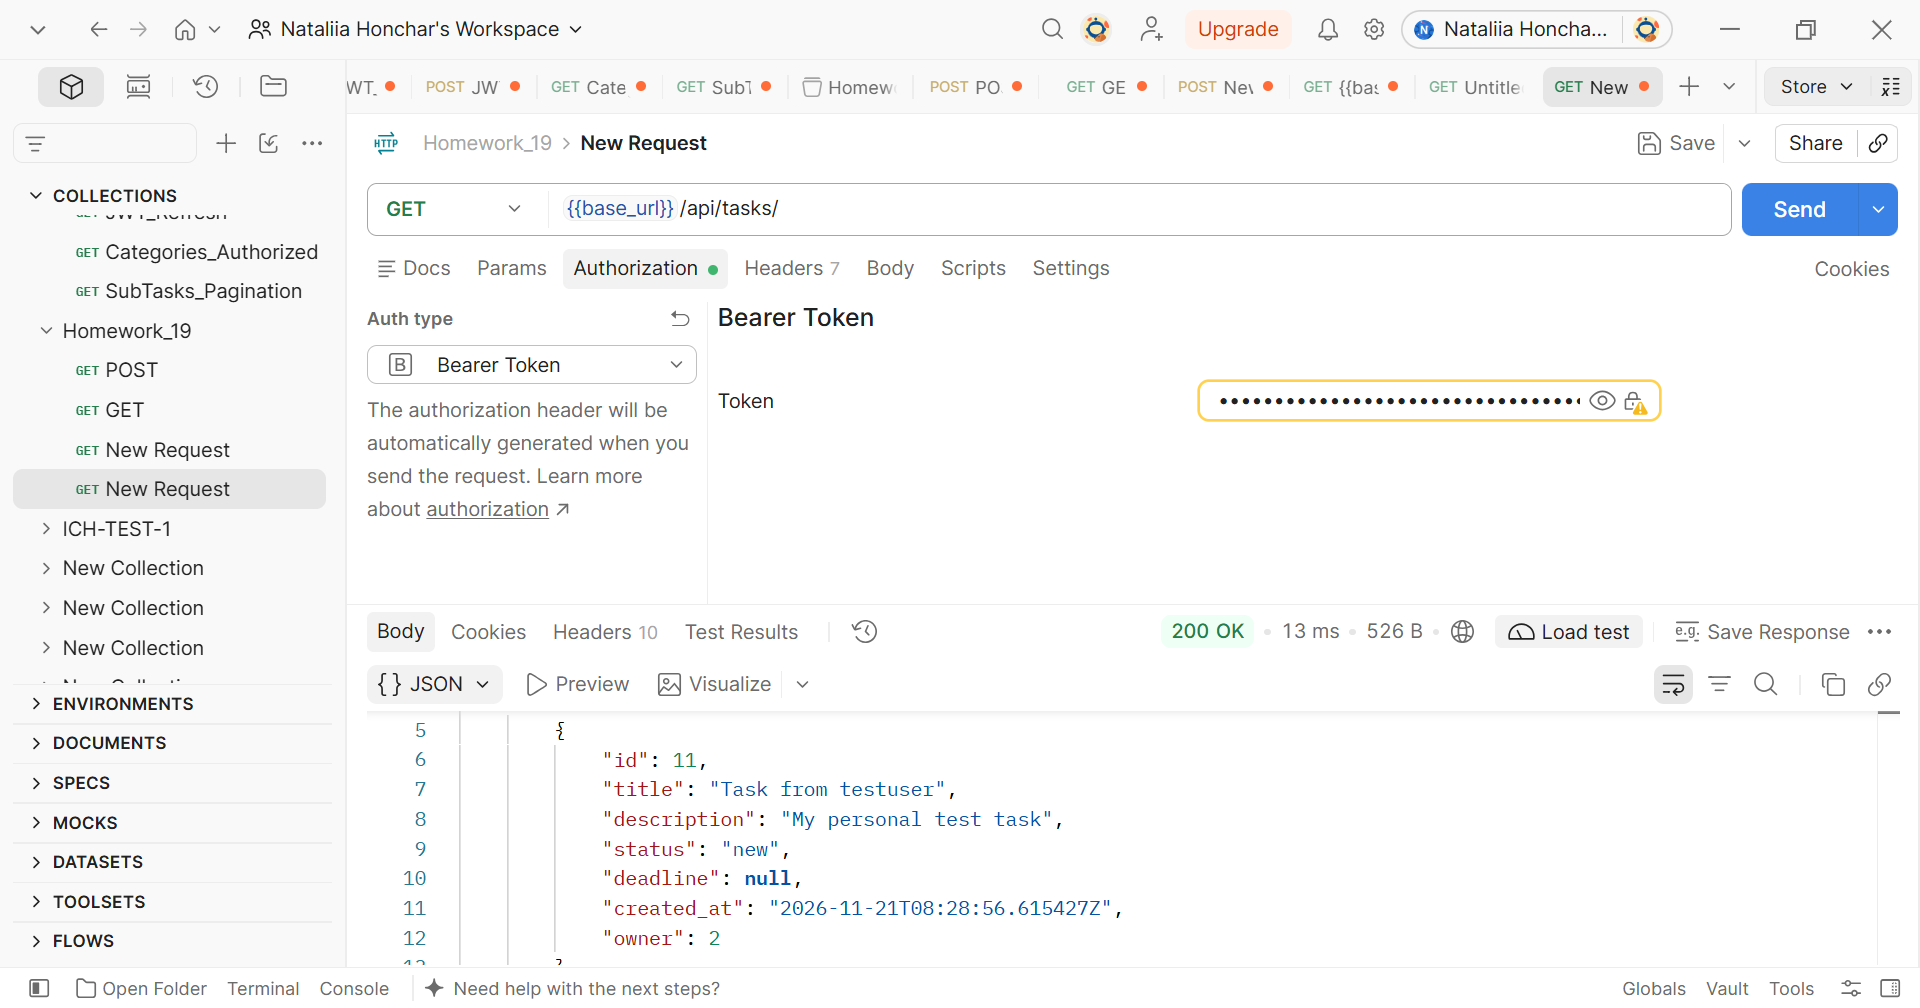 Nataliia Honchar's Workspace
Upgrade
Nataliia Honcha...
WT_
POST JW
GET Cate
GET SubT
Homew
POST PO
GET GE
POST Nev
GET {{bas
GET Untitle
GET New
Store
Homework_19 > New Request
Save
Share
COLLECTIONS
GET JWT_Refresh
GET Categories_Authorized
GET SubTasks_Pagination
Homework_19
GET POST
GET GET
GET New Request
GET New Request
ICH-TEST-1
New Collection
New Collection
New Collection
ENVIRONMENTS
DOCUMENTS
SPECS
MOCKS
DATASETS
TOOLSETS
FLOWS
HTTP
GET
{{base_url}} /api/tasks/
Send
Docs
Params
Authorization
Headers 7
Body
Scripts
Settings
Cookies
Auth type
B Bearer Token
The authorization header will be
automatically generated when you
send the request. Learn more
about authorization ↗
Bearer Token
Token
Body
Cookies
Headers 10
Test Results
200 OK
13 ms
526 B
Load test
e.g. Save Response
{ } JSON
Preview
Visualize
5 {
6 "id": 11,
7 "title": "Task from testuser",
8 "description": "My personal test task",
9 "status": "new",
10 "deadline": null,
11 "created_at": "2026-11-21T08:28:56.615427Z",
12 "owner": 2
Open Folder
Terminal
Console
Need help with the next steps?
Globals
Vault
Tools